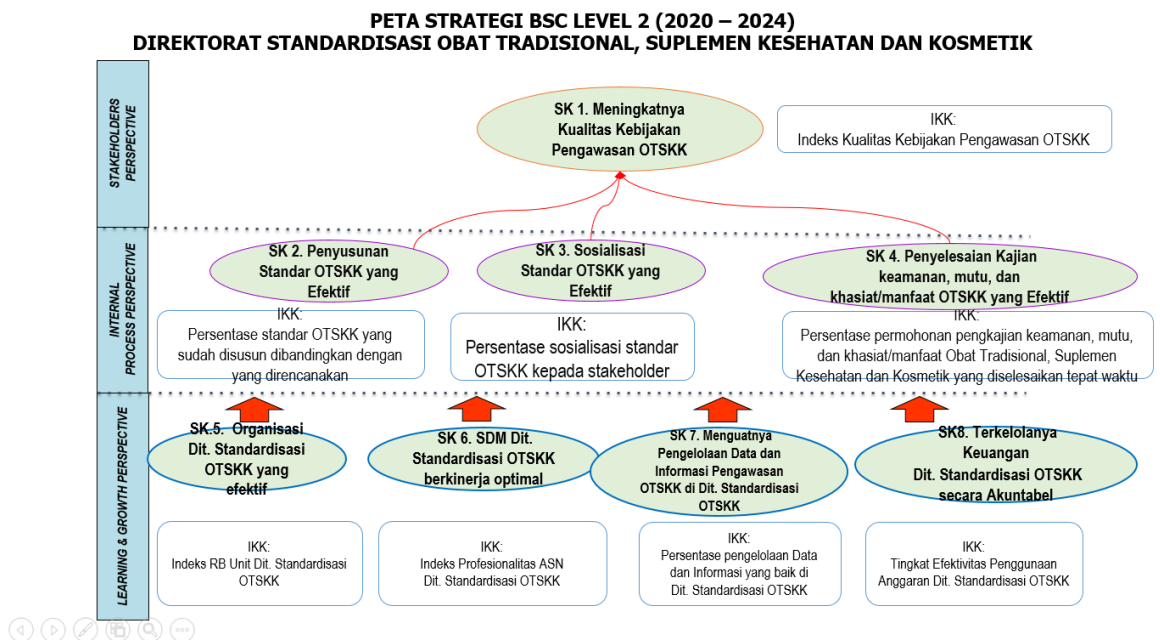 PETA STRATEGI BSC LEVEL 2 (2020 – 2024)
DIREKTORAT STANDARDISASI OBAT TRADISIONAL, SUPLEMEN KESEHATAN DAN KOSMETIK
STAKEHOLDERS
PERSPECTIVE
SK 1. Meningkatnya
Kualitas Kebijakan
Pengawasan OTSKK
IKK:
Indeks Kualitas Kebijakan Pengawasan OTSKK
INTERNAL
PROCESS PERSPECTIVE
SK 2. Penyusunan
Standar OTSKK yang
Efektif
IKK:
Persentase standar OTSKK yang
sudah disusun dibandingkan dengan
yang direncanakan
SK 3. Sosialisasi
Standar OTSKK yang
Efektif
IKK:
Persentase sosialisasi standar
OTSKK kepada stakeholder
SK 4. Penyelesaian Kajian
keamanan, mutu, dan
khasiat/manfaat OTSKK yang Efektif
IKK:
Persentase permohonan pengkajian keamanan, mutu,
dan khasiat/manfaat Obat Tradisional, Suplemen
Kesehatan dan Kosmetik yang diselesaikan tepat waktu
LEARNING & GROWTH PERSPECTIVE
SK.5. Organisasi
Dit. Standardisasi
OTSKK yang
efektif
IKK:
Indeks RB Unit Dit. Standardisasi
OTSKK
SK 6. SDM Dit.
Standardisasi OTSKK
berkinerja optimal
IKK:
Indeks Profesionalitas ASN
Dit. Standardisasi OTSKK
SK 7. Menguatnya
Pengelolaan Data dan
Informasi Pengawasan
OTSKK di Dit. Standardisasi
OTSKK
IKK:
Persentase pengelolaan Data
dan Informasi yang baik di
Dit. Standardisasi OTSKK
SK8. Terkelolanya
Keuangan
Dit. Standardisasi OTSKK
secara Akuntabel
IKK:
Tingkat Efektivitas Penggunaan
Anggaran Dit. Standardisasi OTSKK